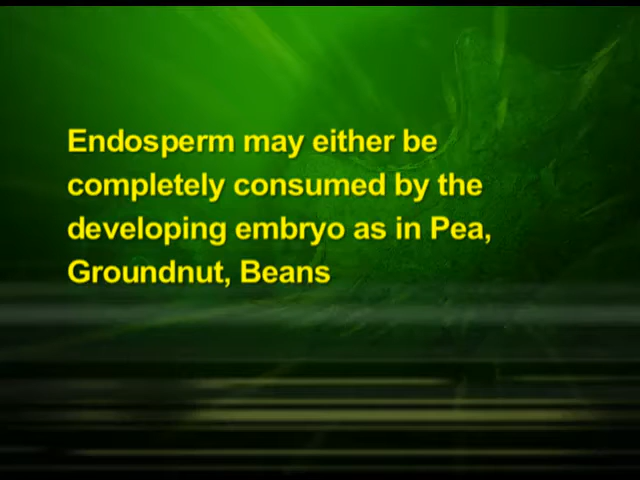 Endosperm may either be
completely consumed by the
developing embryo as in Pea,
Groundnut, Beans